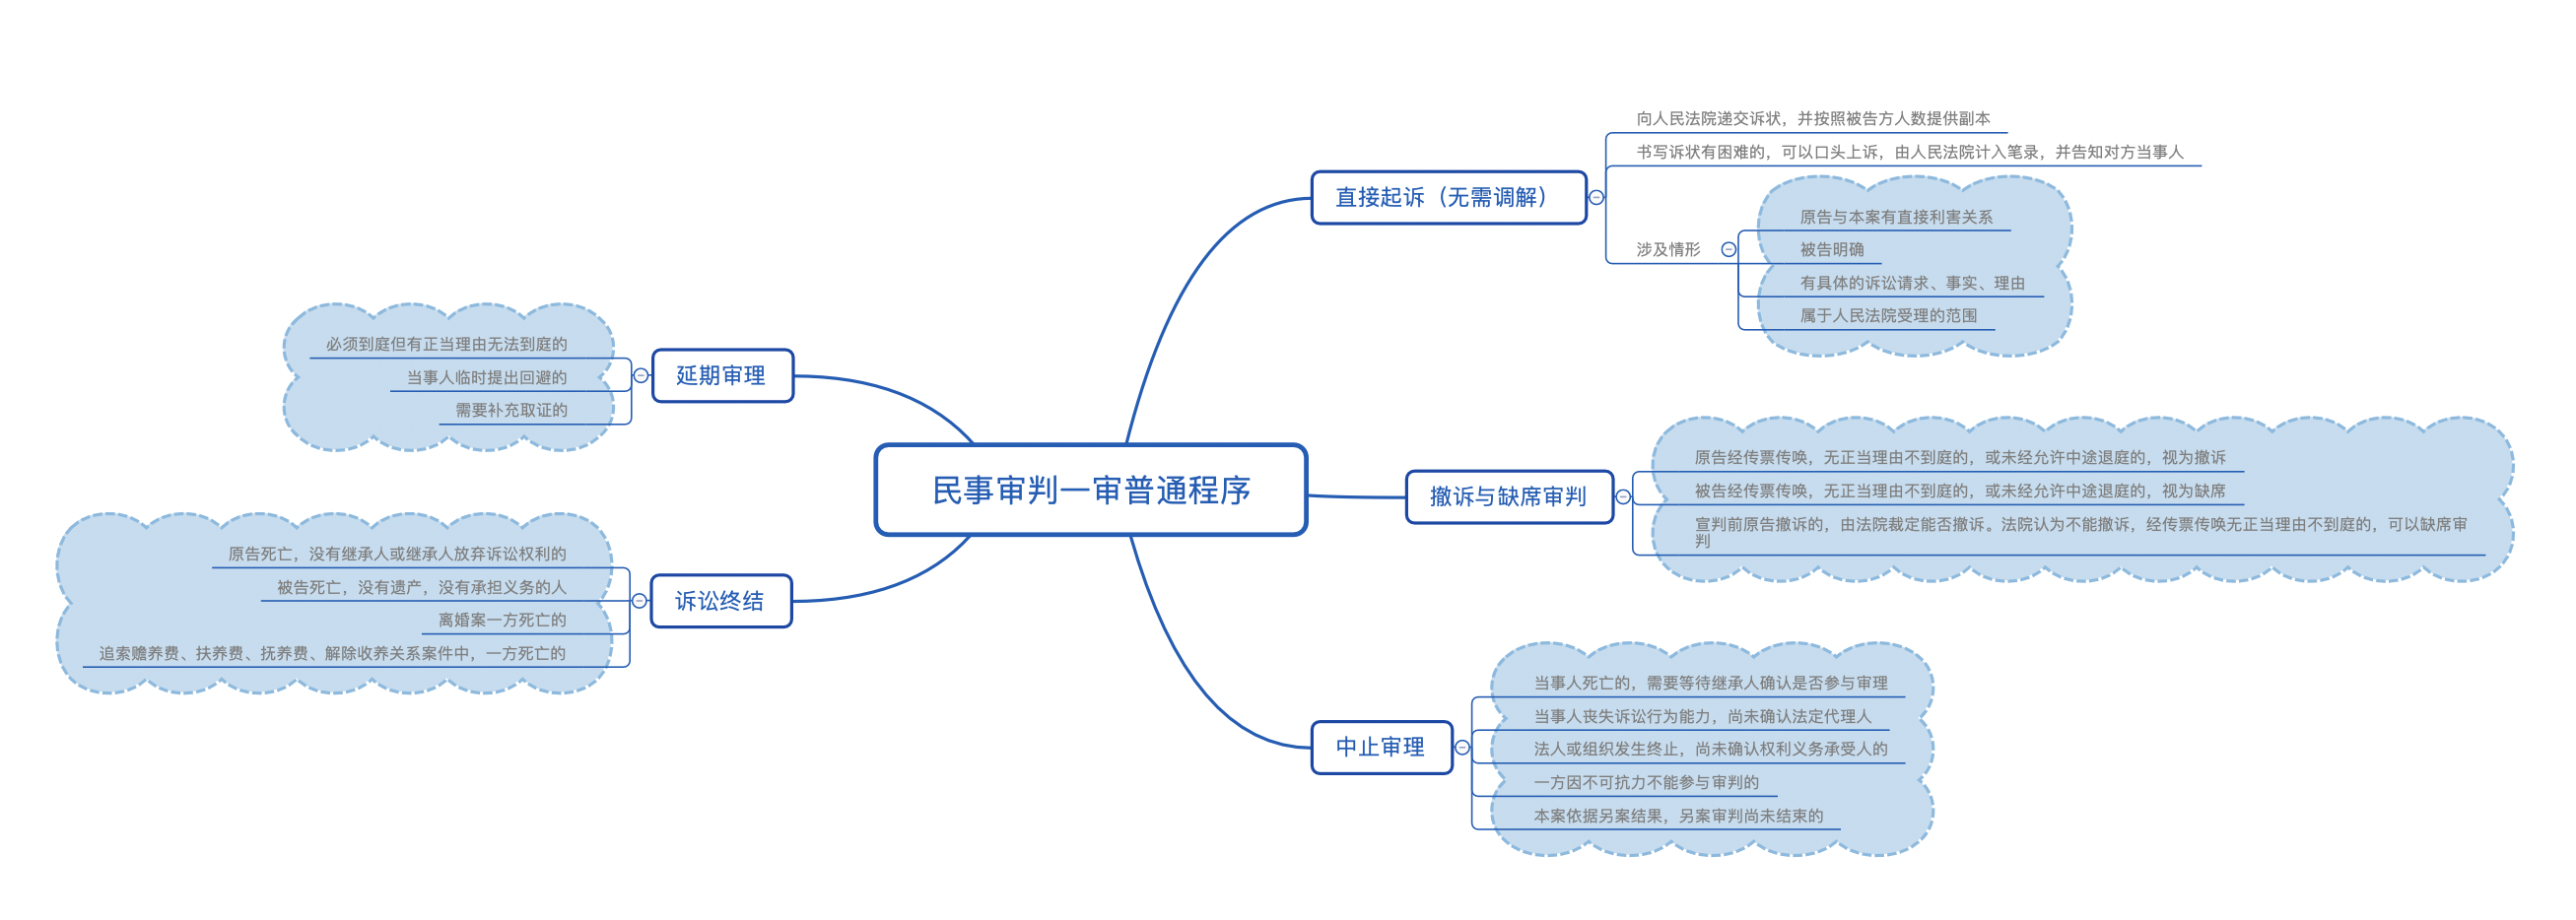 民事审判—审普通程序
直接起诉（无需调解）
向人民法院递交诉状，并按照被告方人数提供副本
书写诉状有困难的，可以口头上诉，由人民法院计入笔录，并告知对方当事人
涉及情形
原告与本案有直接利害关系
被告明确
有具体的诉讼请求、事实、理由
属于人民法院受理的范围
撤诉与缺席审判
原告经传票传唤，无正当理由不到庭的，或未经允许中途退庭的，视为撤诉
被告经传票传唤，无正当理由不到庭的，或未经允许中途退庭的，视为缺席
宣判前原告撤诉的，由法院裁定能否撤诉。法院认为不能撤诉，经传票传唤无正当理由不到庭的，可以缺席审
判
中止审理
当事人死亡的，需要等待继承人确认是否参与审理
当事人丧失诉讼行为能力，尚未确认法定代理人
法人或组织发生终止，尚未确认权利义务承受人的
一方因不可抗力不能参与审判的
本案依据另案结果，另案审判尚未结束的
延期审理
必须到庭但有正当理由无法到庭的
当事人临时提出回避的
需要补充取证的
诉讼终结
原告死亡，没有继承人或继承人放弃诉讼权利的
被告死亡，没有遗产，没有承担义务的人
离婚案一方死亡的
追索赡养费、扶养费、抚养费、解除收养关系案件中，一方死亡的